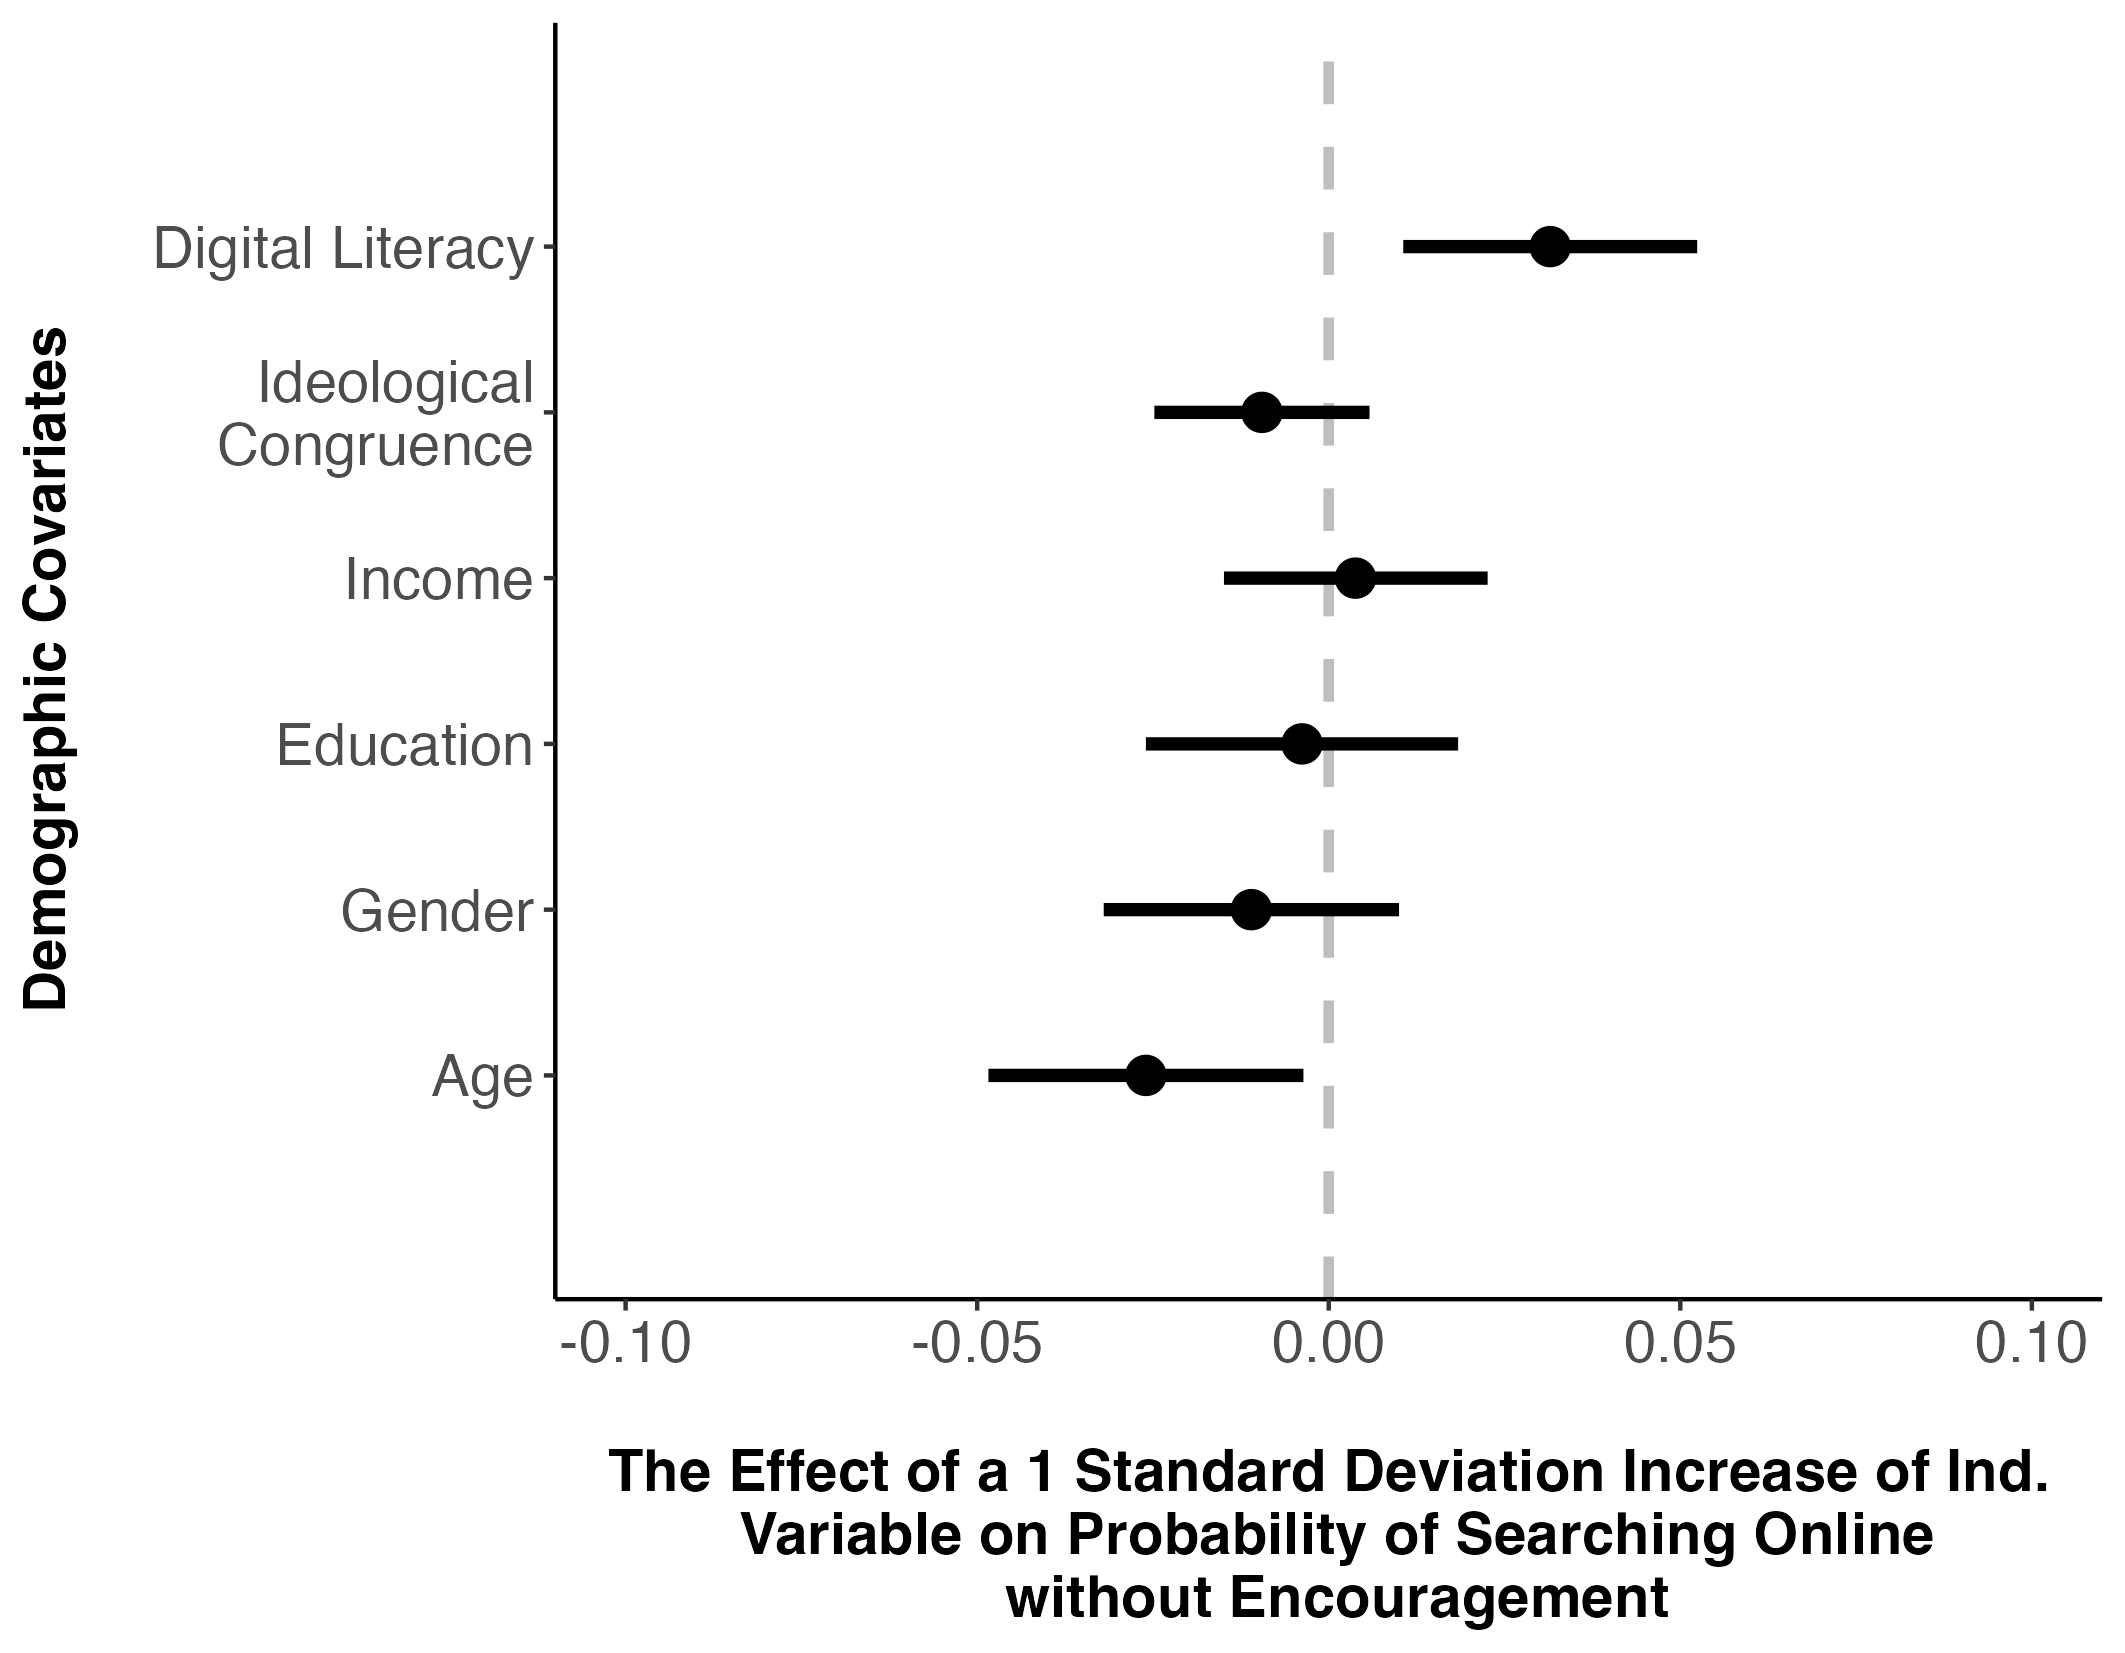 Demographic Covariates
Digital Literacy
Ideological
Congruence
Income
Education
Gender
Age
-0.10
-0.05
0.00
0.05
0.10
The Effect of a 1 Standard Deviation Increase of Ind.
Variable on Probability of Searching Online
without Encouragement